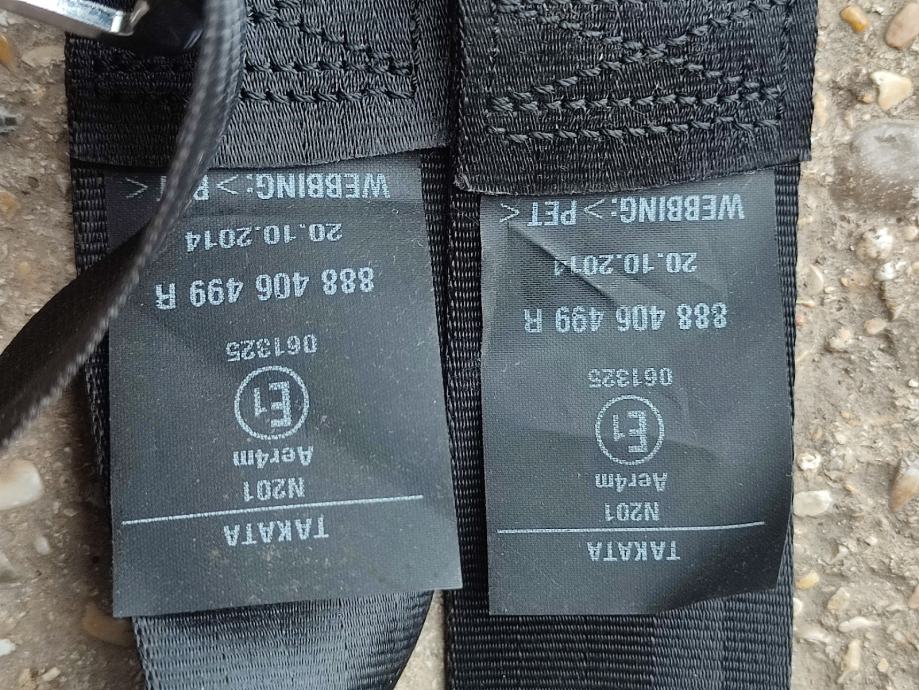 TAKATA
N201
Aer4m
E1
061325
888 406 499 R
20.10.2014
WEBBING:> PET <
TAKATA
N201
Aer4m
E1
061325
888 406 499 R
20.10.2014
WEBBING:> PET <